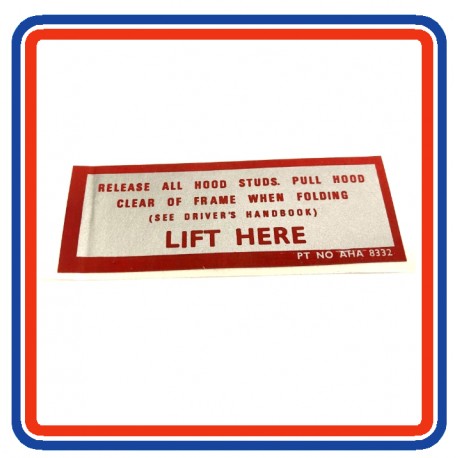 RELEASE ALL HOOD STUDS. PULL HOOD
CLEAR OF FRAME WHEN FOLDING
(SEE DRIVER'S HANDBOOK)
LIFT HERE
PT NO AHA 8332